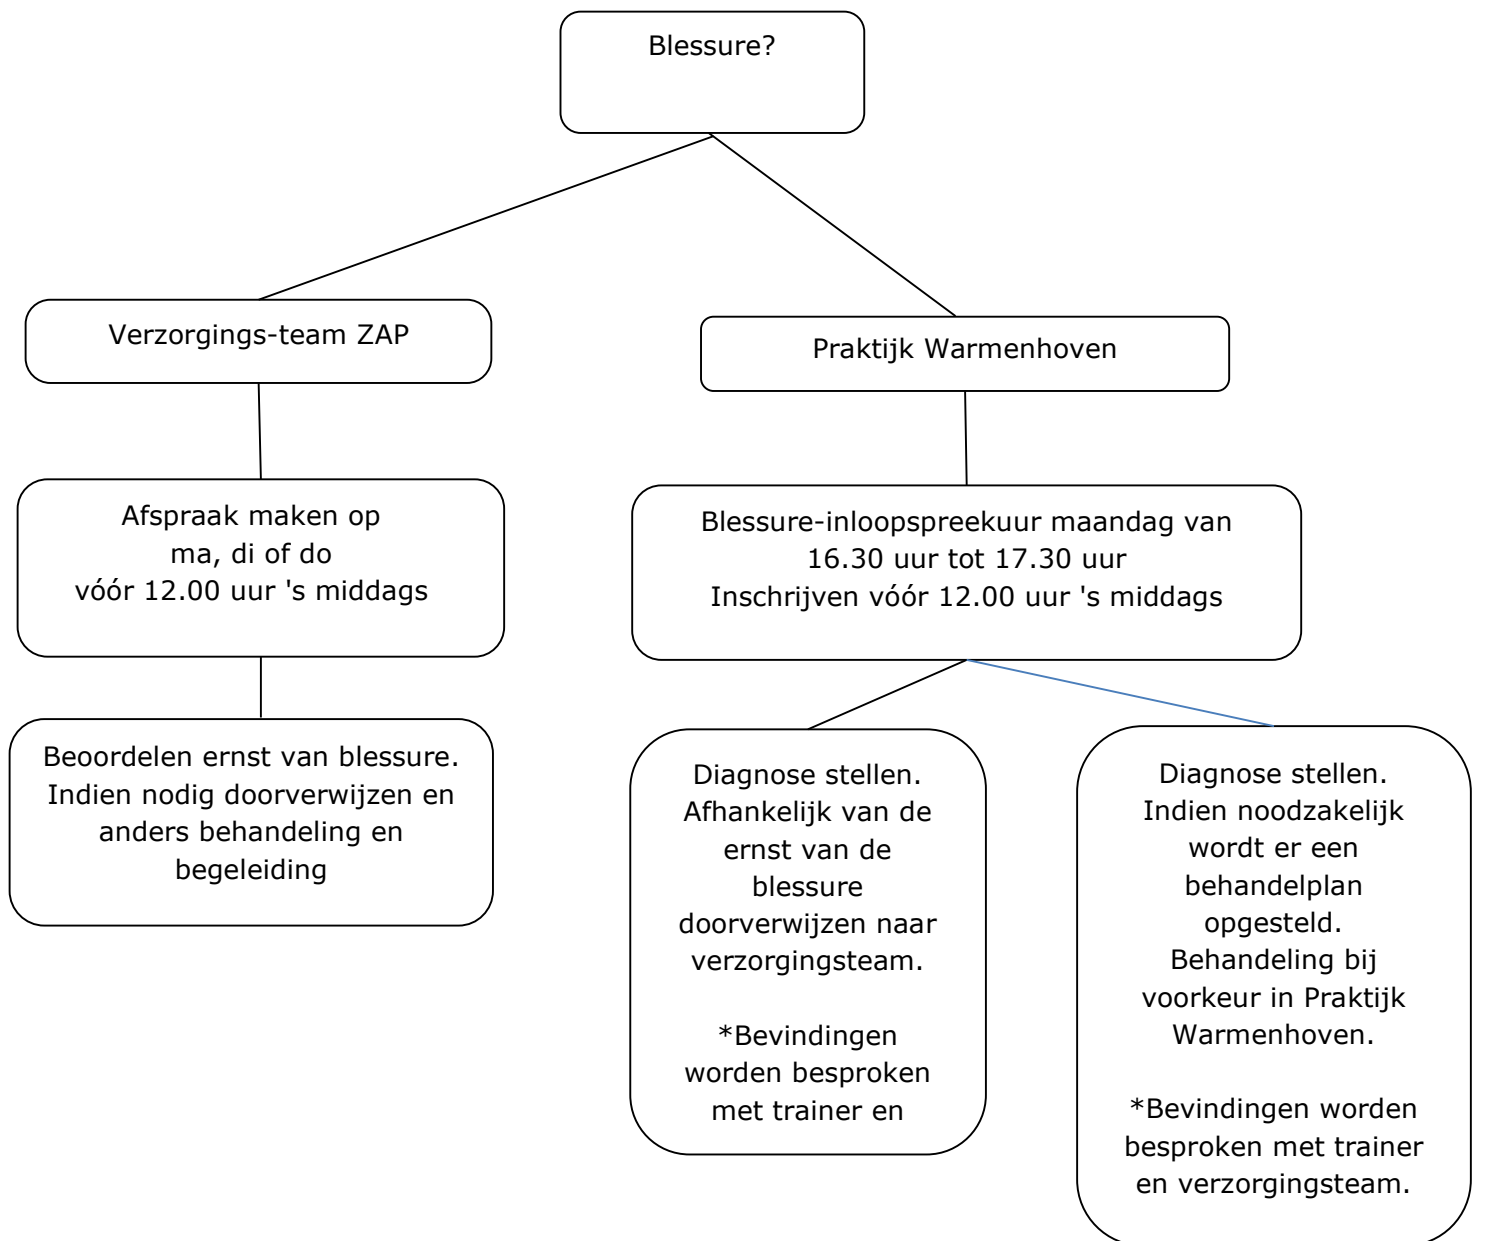 Blessure?
Verzorgings-team ZAP
Praktijk Warmenhoven
Afspraak maken op
ma, di of do
vóór 12.00 uur 's middags
Blessure-inloopspreekuur maandag van
16.30 uur tot 17.30 uur
Inschrijven vóór 12.00 uur 's middags
Beoordelen ernst van blessure.
Indien nodig doorverwijzen en
anders behandeling en
begeleiding
Diagnose stellen.
Afhankelijk van de
ernst van de
blessure
doorverwijzen naar
verzorgingsteam.
*Bevindingen
worden besproken
met trainer en
Diagnose stellen.
Indien noodzakelijk
wordt er een
behandelplan
opgesteld.
Behandeling bij
voorkeur in Praktijk
Warmenhoven.
*Bevindingen worden
besproken met trainer
en verzorgingsteam.